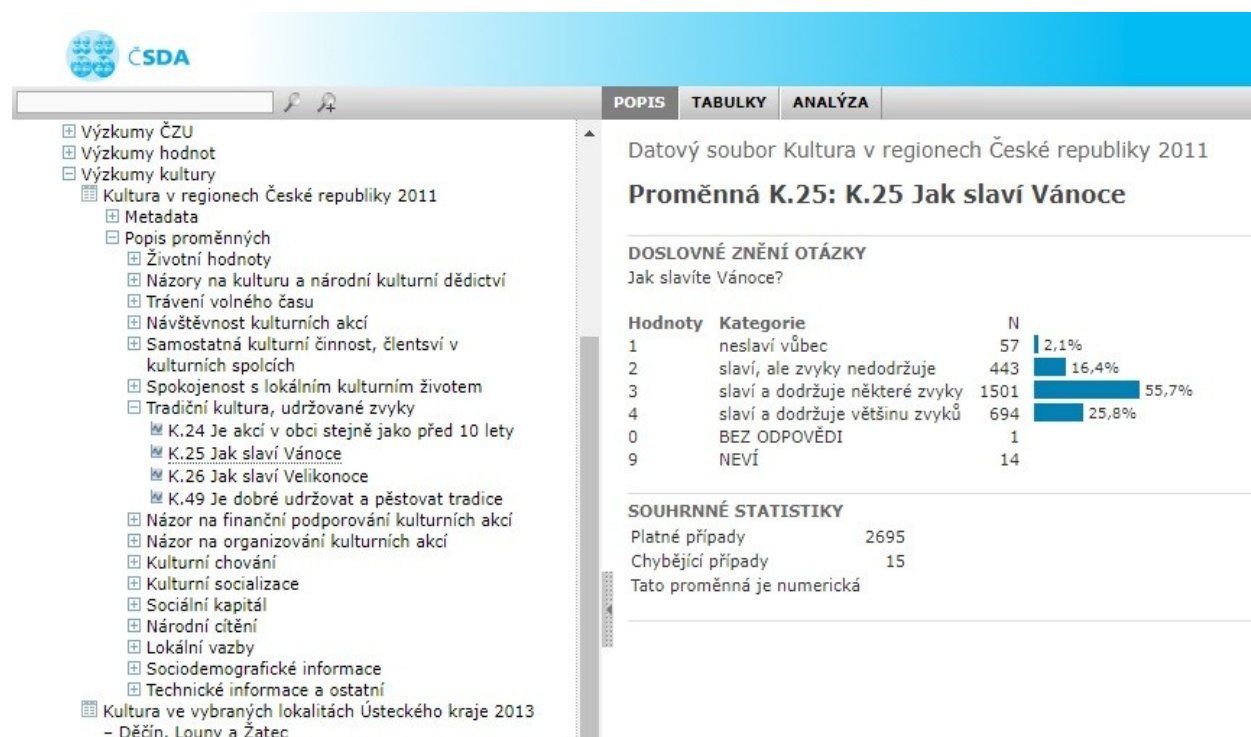 ČSDA
POPIS TABULKY ANALÝZA
Výzkumy ČZU
Výzkumy hodnot
Výzkumy kultury
Kultura v regionech České republiky 2011
Metadata
Popis proměnných
Životní hodnoty
Názory na kulturu a národní kulturní dědictví
Trávení volného času
Návštěvnost kulturních akcí
Samostatná kulturní činnost, člentsví v
kulturních spolcích
Spokojenost s lokálním kulturním životem
Tradiční kultura, udržované zvyky
K.24 Je akcí v obci stejně jako před 10 lety
K.25 Jak slaví Vánoce
K.26 Jak slaví Velikonoce
K.49 Je dobré udržovat a pěstovat tradice
Názor na finanční podporování kulturních akcí
Názor na organizování kulturních akcí
Kulturní chování
Kulturní socializace
Sociální kapitál
Národní cítění
Lokální vazby
Sociodemografické informace
Technické informace a ostatní
Kultura ve vybraných lokalitách Ústeckého kraje 2013
– Děčín, Louny a Žatec
Datový soubor Kultura v regionech České republiky 2011
Proměnná K.25: K.25 Jak slaví Vánoce
DOSLOVNÉ ZNĚNÍ OTÁZKY
Jak slavíte Vánoce?
Hodnoty Kategorie N
1 neslaví vůbec 57 2,1%
2 slaví, ale zvyky nedodržuje 443 16,4%
3 slaví a dodržuje některé zvyky 1501 55,7%
4 slaví a dodržuje většinu zvyků 694 25,8%
0 BEZ ODPOVĚDI 1
9 NEVÍ 14
SOUHRNNÉ STATISTIKY
Platné případy 2695
Chybějící případy 15
Tato proměnná je numerická